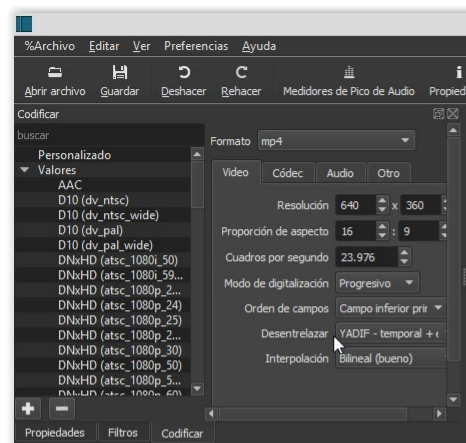 %Archivo Editar Ver Preferencias Ayuda
Abrir archivo Guardar Deshacer Rehacer Medidores de Pico de Audio Propied
Codificar
buscar
Personalizado
Valores
AAC
D10 (dv_ntsc)
D10 (dv_ntsc_wide)
D10 (dv_pal)
D10 (dv_pal_wide)
DNxHD (atsc_1080i_50)
DNxHD (atsc_1080i_59...
DNxHD (atsc_1080p_2...
DNxHD (atsc_1080p_24)
DNxHD (atsc_1080p_25)
DNxHD (atsc_1080p_2...
DNxHD (atsc_1080p_30)
DNxHD (atsc_1080p_50)
DNxHD (atsc_1080p_5...
DNxHD (atsc_1080p_60)
Formato mp4
Video Códec Audio Otro
Resolución 640 x 360
Proporción de aspecto 16 : 9
Cuadros por segundo 23.976
Modo de digitalización Progresivo
Orden de campos Campo inferior prir
Desentrelazar YADIF - temporal + e
Interpolación Bilineal (bueno)
Propiedades Filtros Codificar